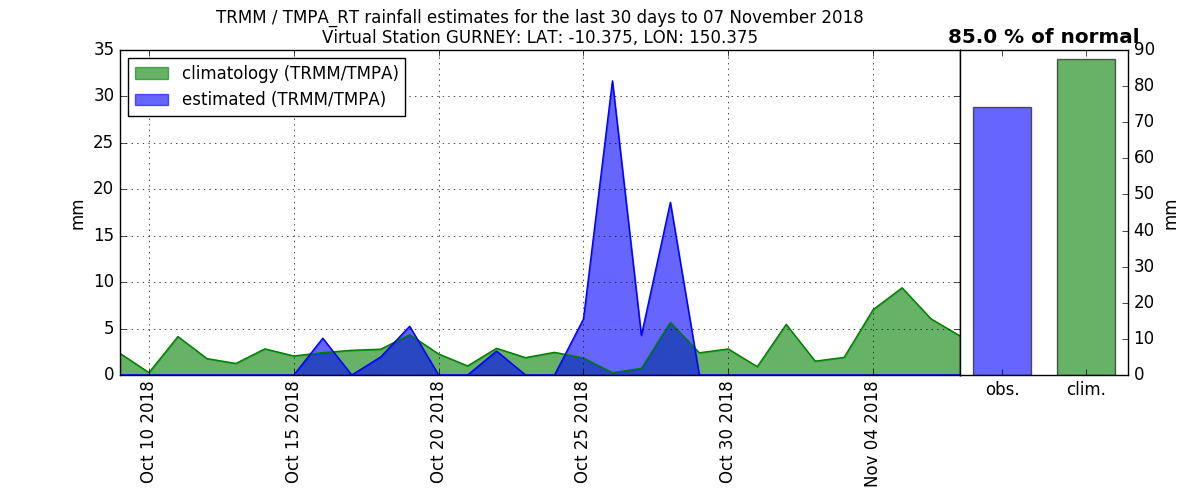 TRMM / TMPA_RT rainfall estimates for the last 30 days to 07 November 2018
Virtual Station GURNEY: LAT: -10.375, LON: 150.375
85.0 % of normal
climatology (TRMM/TMPA)
estimated (TRMM/TMPA)
35
30
25
20
15
10
5
0
mm
Oct 10 2018
Oct 15 2018
Oct 20 2018
Oct 25 2018
Oct 30 2018
Nov 04 2018
obs.
clim.
90
80
70
60
50
40
30
20
10
0
mm